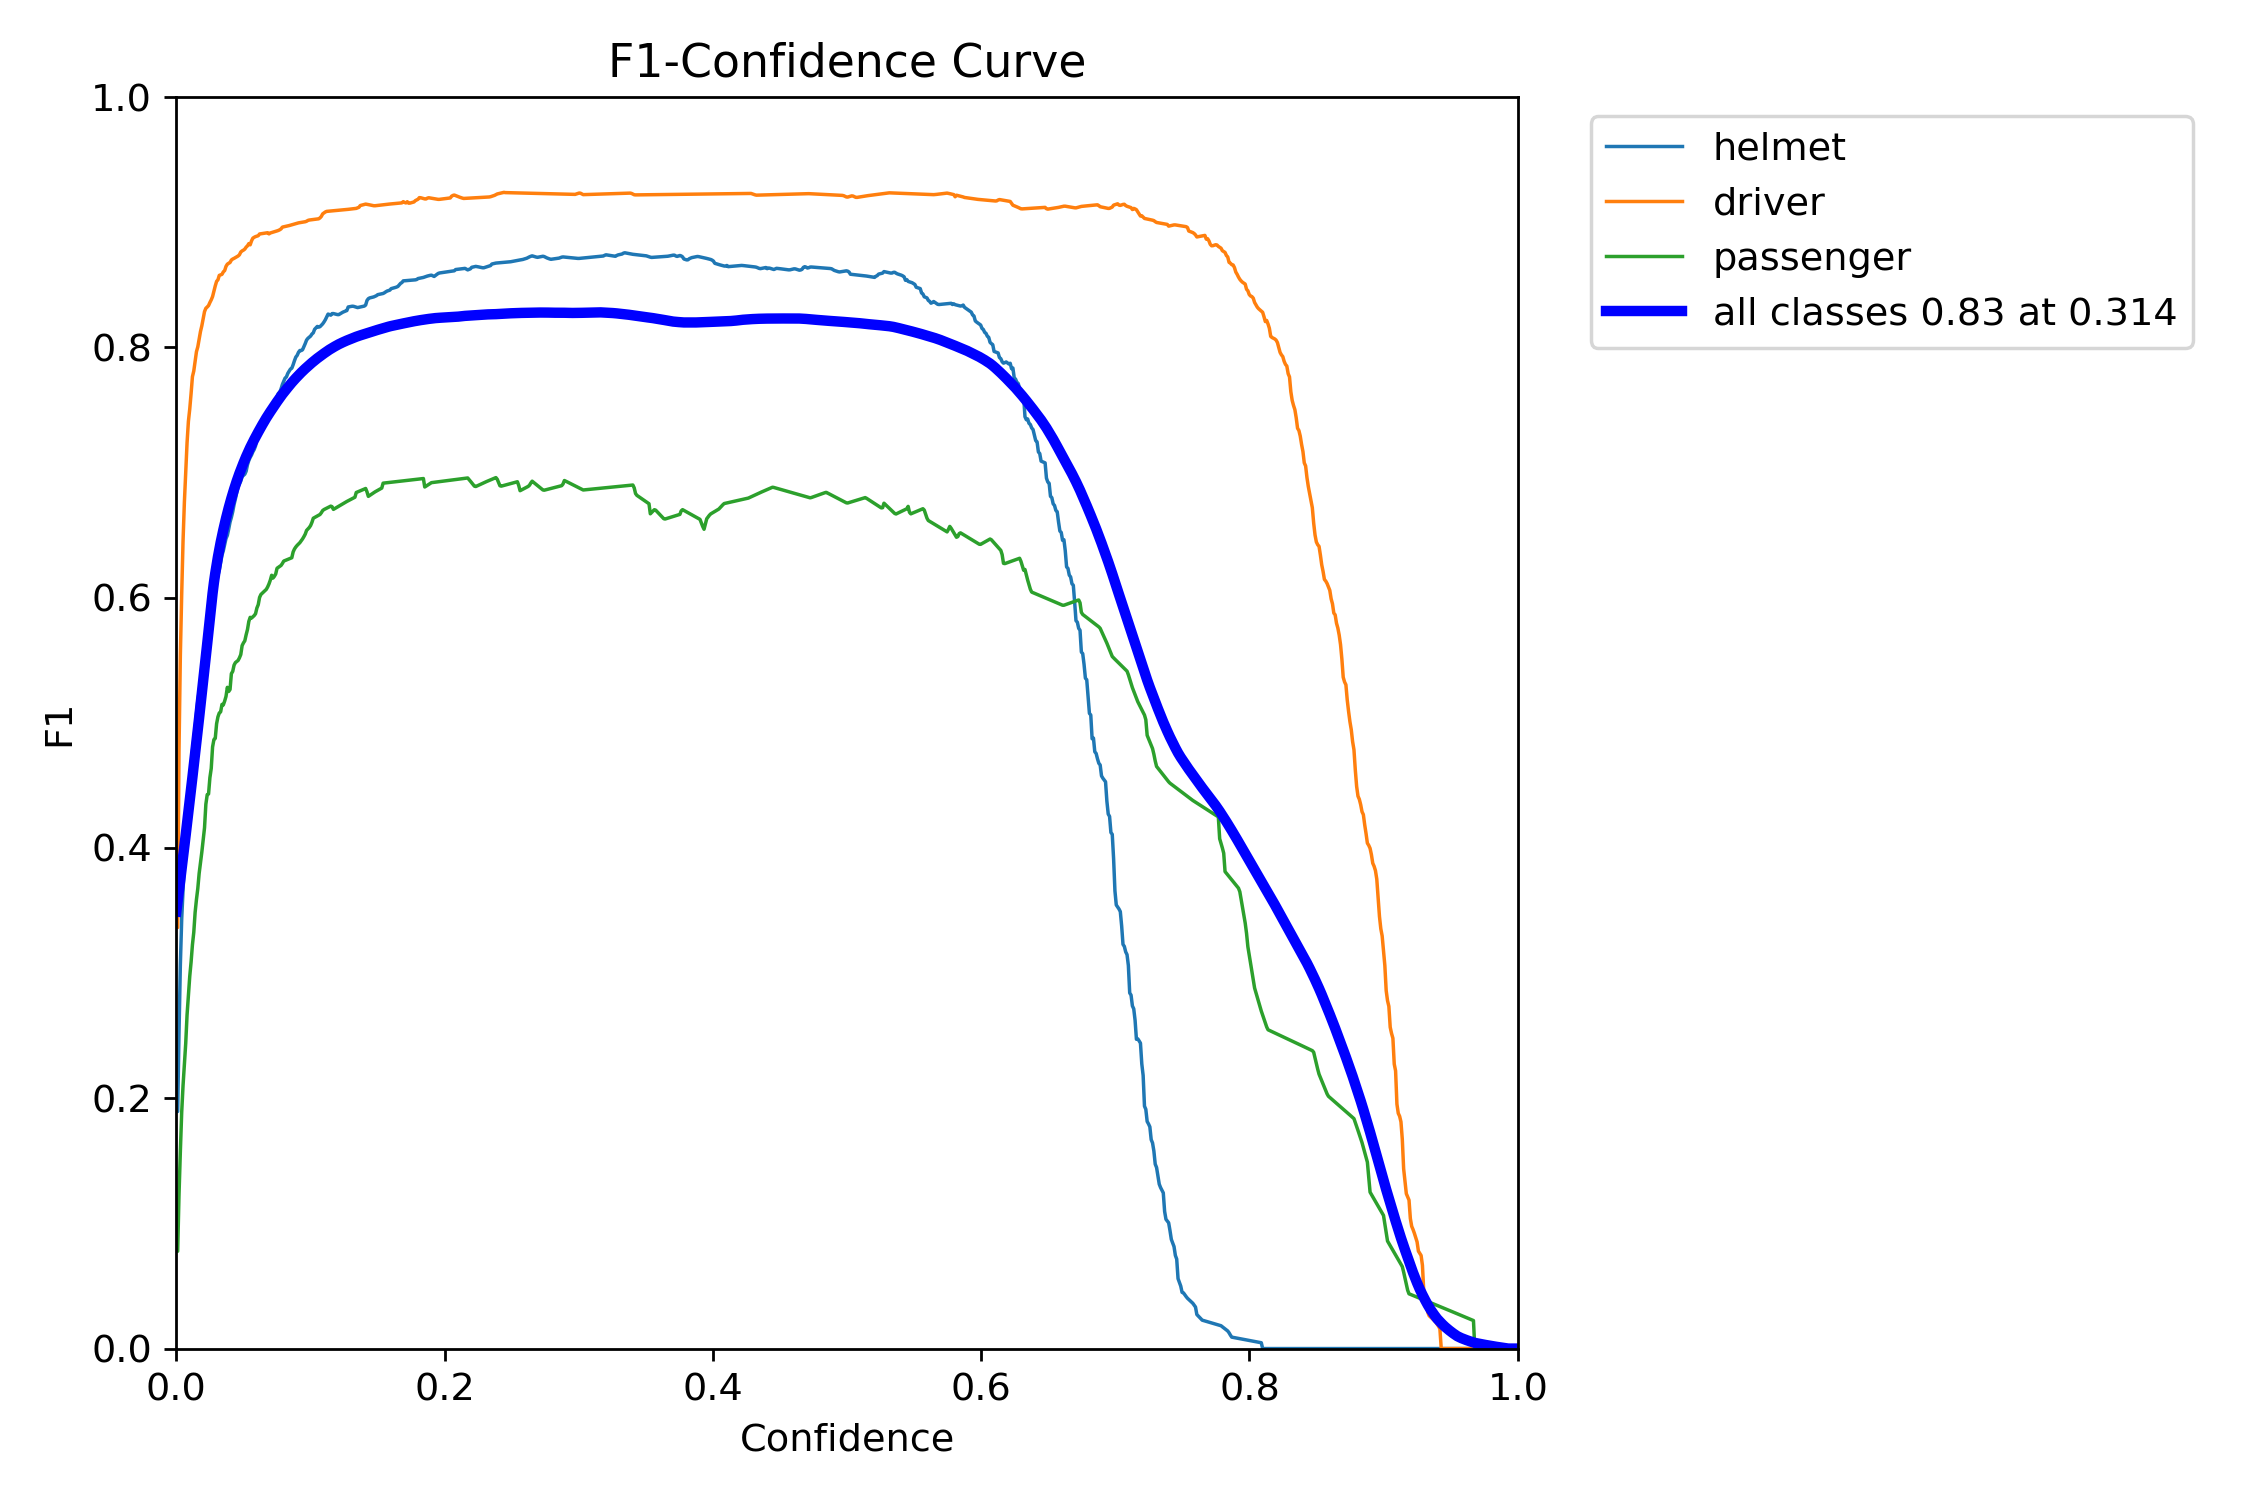 F1-Confidence Curve
1.0
0.8
0.6
0.4
0.2
0.0
F1
0.0 0.2 0.4 0.6 0.8 1.0
Confidence
helmet
driver
passenger
all classes 0.83 at 0.314